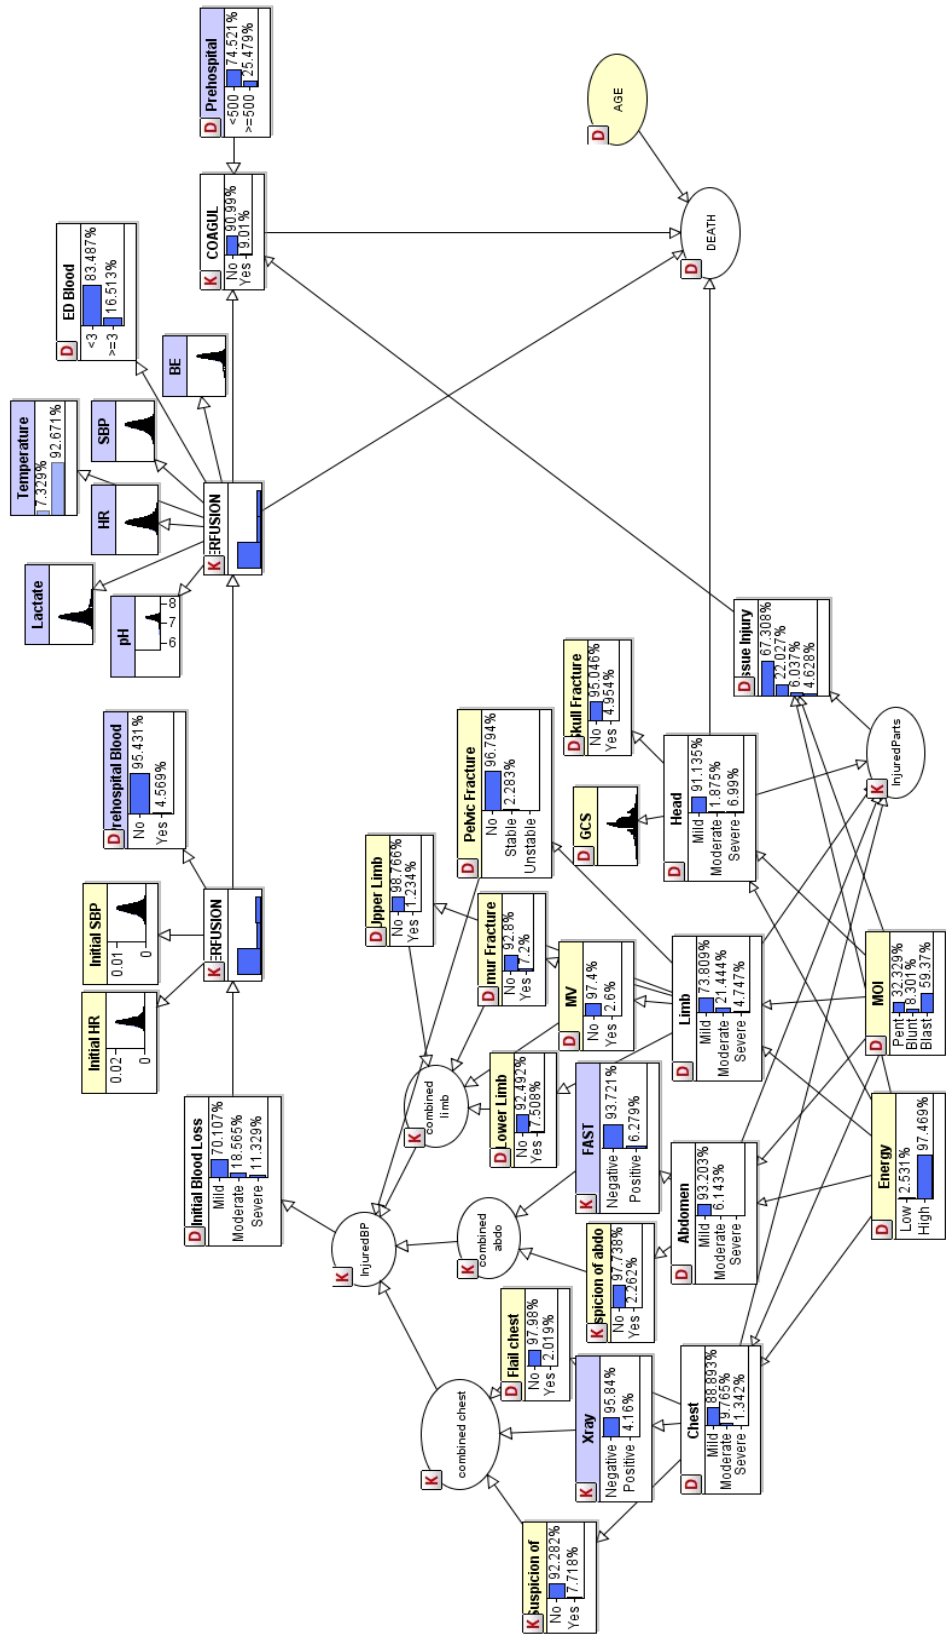 D Prehospital
<500 74.521%
>=500 25.479%
D
AGE
K COAGUL
No 90.99%
Yes 9.01%
D
DEATH
D ED Blood
<3 83.487%
>=3 16.513%
BE
SBP
Temperature
7.329%
92.671%
HR
Lactate
pH
6 7 8
K ERFUSION
D rehospital Blood
No 95.431%
Yes 4.569%
Initial SBP
0.01
0
Initial HR
0.02
0
K ERFUSION
D Initial Blood Loss
Mild 70.107%
Moderate 18.565%
Severe 11.329%
K
InjuredBP
D Upper Limb
No 98.766%
Yes 1.234%
D Pelvic Fracture
No 96.794%
Stable 2.283%
Unstable
D mur Fracture
No 92.8%
Yes 7.2%
D MV
No 97.4%
Yes 2.6%
D Lower Limb
No 92.492%
Yes 7.508%
K
combined
limb
K
combined
abdo
K FAST
Negative 93.721%
Positive 6.279%
K spicion of abdo
No 97.738%
Yes 2.262%
K
combined chest
D Flail chest
No 97.98%
Yes 2.019%
K Xray
Negative 95.84%
Positive 4.16%
K Suspicion of
No 92.282%
Yes 7.718%
D skull Fracture
No 95.046%
Yes 4.954%
D GCS
D Head
Mild 91.135%
Moderate 1.875%
Severe 6.99%
D ssue Injury
67.308%
22.027%
6.037%
4.628%
K
InjuredParts
D Limb
Mild 73.809%
Moderate 21.444%
Severe 4.747%
D Abdomen
Mild 93.203%
Moderate 6.143%
Severe
D Chest
Mild 88.893%
Moderate 9.765%
Severe 1.342%
D MOI
Pent 32.329%
Blunt 8.301%
Blast 59.37%
D Energy
Low 2.531%
High 97.469%